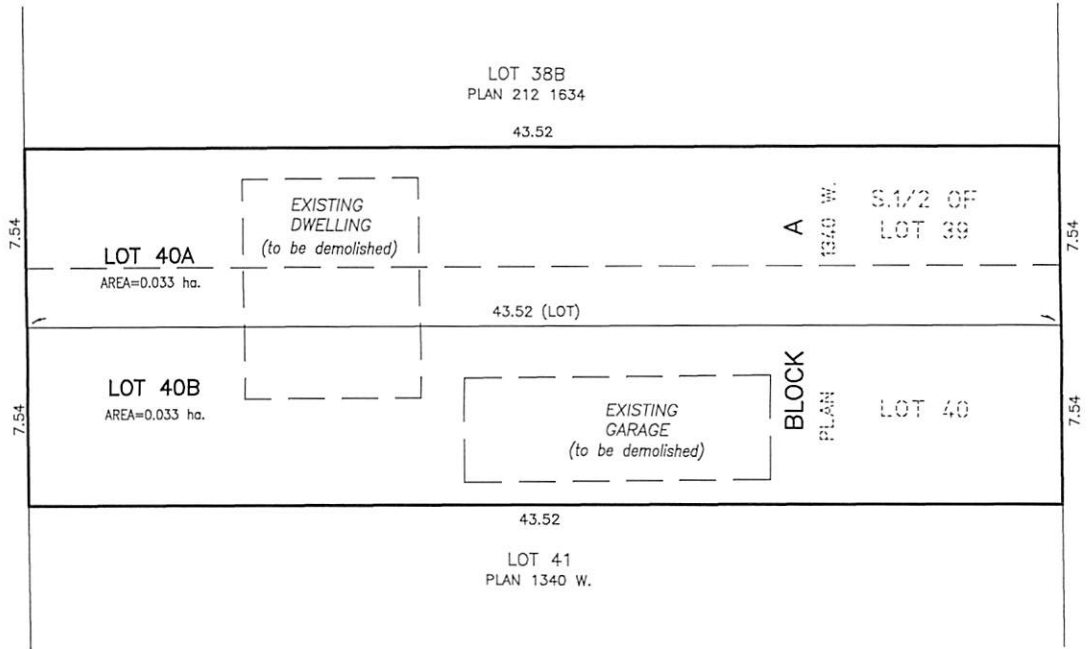 LOT 38B
PLAN 212 1634
43.52
7.54
EXISTING
DWELLING
(to be demolished)
LOT 40A
AREA=0.033 ha.
A
1340 W.
S.1/2 OF
LOT 39
7.54
43.52 (LOT)
7.54
LOT 40B
AREA=0.033 ha.
EXISTING
GARAGE
(to be demolished)
BLOCK
PLAN
LOT 40
7.54
43.52
LOT 41
PLAN 1340 W.